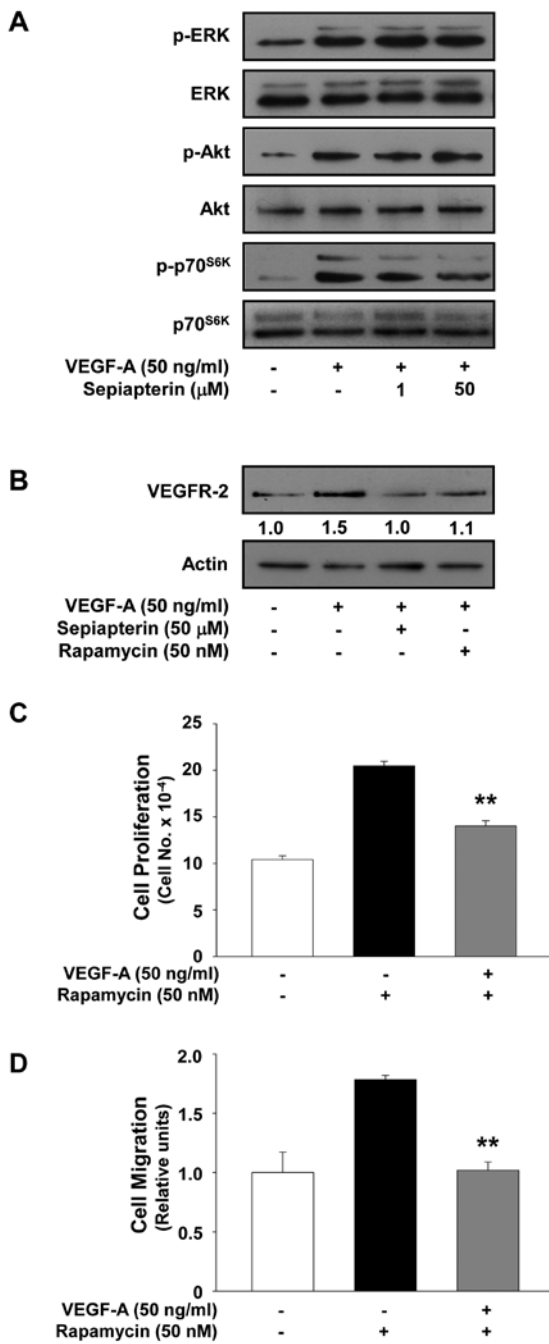 A
p-ERK
ERK
p-Akt
Akt
p-p70S6K
p70S6K
VEGF-A (50 ng/ml) - + + +
Sepiapterin (μM) - - 1 50
B
VEGFR-2
1.0 1.5 1.0 1.1
Actin
VEGF-A (50 ng/ml) - + + +
Sepiapterin (50 μM) - - + -
Rapamycin (50 nM) - - - +
C
Cell Proliferation
(Cell No. x 10-4)
25
20
15
10
5
0
**
VEGF-A (50 ng/ml) - - +
Rapamycin (50 nM) - + +
D
Cell Migration
(Relative units)
2.0
1.5
1.0
0.5
0
**
VEGF-A (50 ng/ml) - - +
Rapamycin (50 nM) - + +